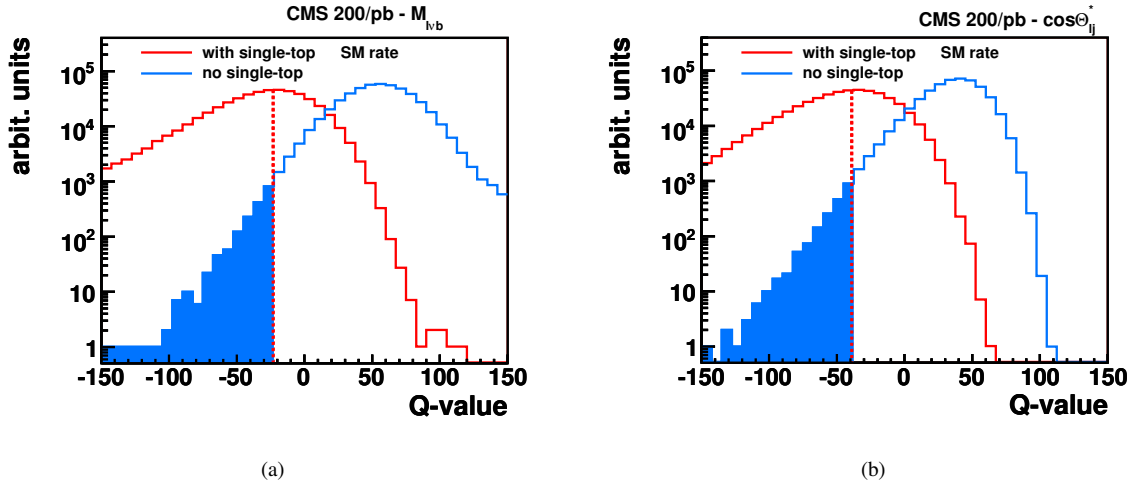 CMS 200/pb - M_lνb
with single-top SM rate
no single-top
arbit. units
10^5
10^4
10^3
10^2
10
1
-150 -100 -50 0 50 100 150
Q-value
(a)
CMS 200/pb - cosΘ*_lj
with single-top SM rate
no single-top
arbit. units
10^5
10^4
10^3
10^2
10
1
-150 -100 -50 0 50 100 150
Q-value
(b)